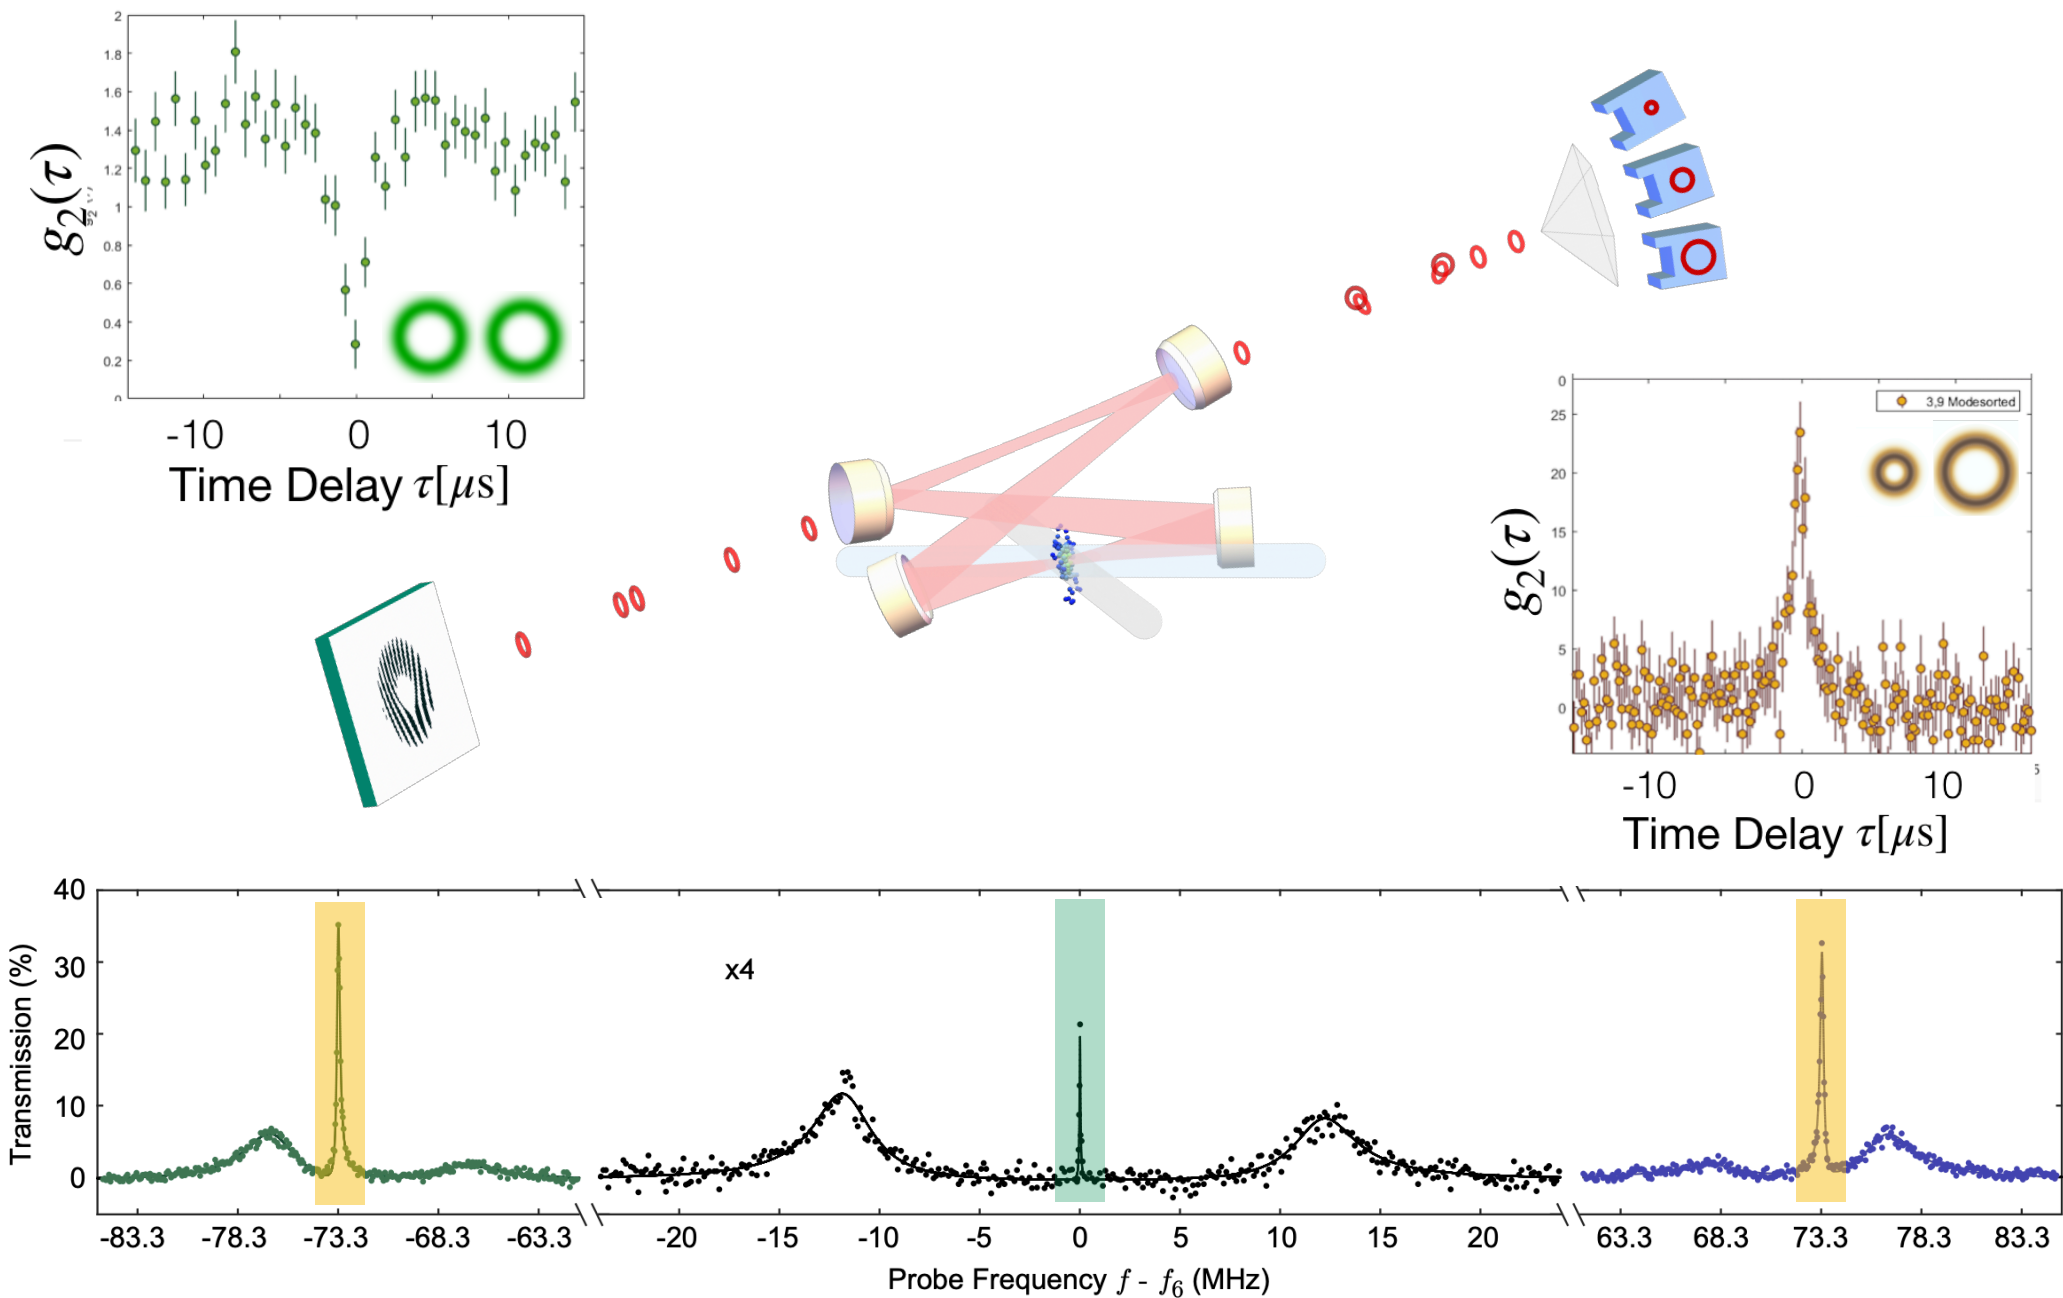 2
1.8
1.6
1.4
1.2
1
0.8
0.6
0.4
0.2
0
g2(τ)
g2
-10 0 10
Time Delay τ[μs]
0
25
20
15
10
5
0
g2(τ)
3,9 Modesorted
-10 0 10
5
Time Delay τ[μs]
40
30
20
10
0
Transmission (%)
x4
-83.3 -78.3 -73.3 -68.3 -63.3 -20 -15 -10 -5 0 5 10 15 20 63.3 68.3 73.3 78.3 83.3
Probe Frequency f - f6 (MHz)